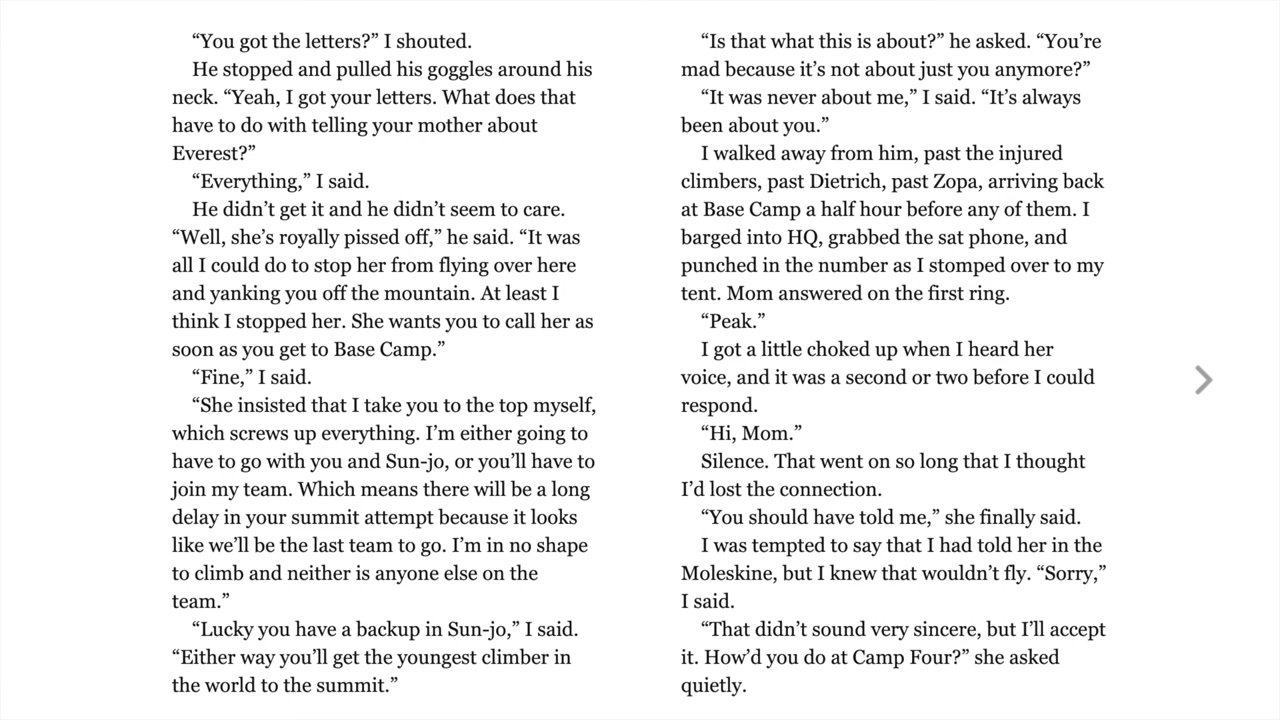 “You got the letters?” I shouted.
He stopped and pulled his goggles around his
neck. “Yeah, I got your letters. What does that
have to do with telling your mother about
Everest?”
“Everything,” I said.
He didn’t get it and he didn’t seem to care.
“Well, she’s royally pissed off,” he said. “It was
all I could do to stop her from flying over here
and yanking you off the mountain. At least I
think I stopped her. She wants you to call her as
soon as you get to Base Camp.”
“Fine,” I said.
“She insisted that I take you to the top myself,
which screws up everything. I’m either going to
have to go with you and Sun-jo, or you’ll have to
join my team. Which means there will be a long
delay in your summit attempt because it looks
like we’ll be the last team to go. I’m in no shape
to climb and neither is anyone else on the
team.”
“Lucky you have a backup in Sun-jo,” I said.
“Either way you’ll get the youngest climber in
the world to the summit.”
“Is that what this is about?” he asked. “You’re
mad because it’s not about just you anymore?”
“It was never about me,” I said. “It’s always
been about you.”
I walked away from him, past the injured
climbers, past Dietrich, past Zopa, arriving back
at Base Camp a half hour before any of them. I
barged into HQ, grabbed the sat phone, and
punched in the number as I stomped over to my
tent. Mom answered on the first ring.
“Peak.”
I got a little choked up when I heard her
voice, and it was a second or two before I could
respond.
“Hi, Mom.”
Silence. That went on so long that I thought
I’d lost the connection.
“You should have told me,” she finally said.
I was tempted to say that I had told her in the
Moleskine, but I knew that wouldn’t fly. “Sorry,”
I said.
“That didn’t sound very sincere, but I’ll accept
it. How’d you do at Camp Four?” she asked
quietly.